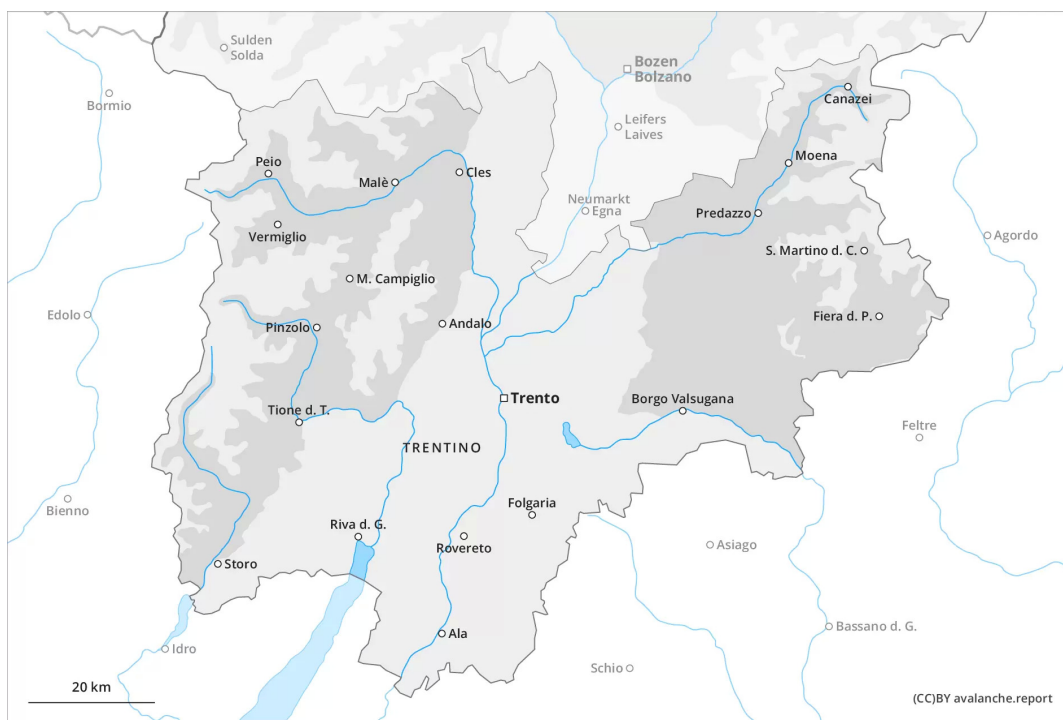 Sulden
Solda
Bozen
Bolzano
Bormio
Canazei
Leifers
Laives
Moena
Peio
Cles
Malè
Neumarkt
Egna
Predazzo
Vermiglio
Agordo
S. Martino d. C.
M. Campiglio
Edolo
Fiera d. P.
Pinzolo
Andalo
Trento
Borgo Valsugana
Tione d. T.
Feltre
TRENTINO
Bienno
Folgaria
Riva d. G.
Asiago
Rovereto
Storo
Bassano d. G.
Ala
Idro
Schio
20 km
(CC)BY avalanche.report